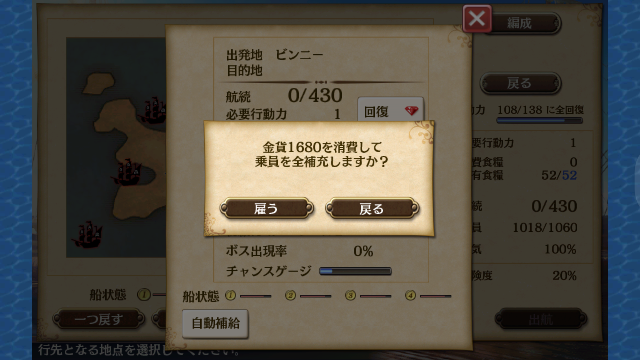 編成
出発地 ビンニー
目的地
戻る
航続 0/430
必要行動力 1
回復
108/138 に全回復
金貨1680を消費して
乗員を全補充しますか?
雇う
戻る
要行動力 1
費食糧 0
有食糧 52/52
続 0/430
員 1018/1060
気 100%
険度 20%
ボス出現率 0%
チャンスゲージ
船状態 1
船状態 1 2 3 4
一つ戻す
自動補給
出航
行先となる地点を選択してください。